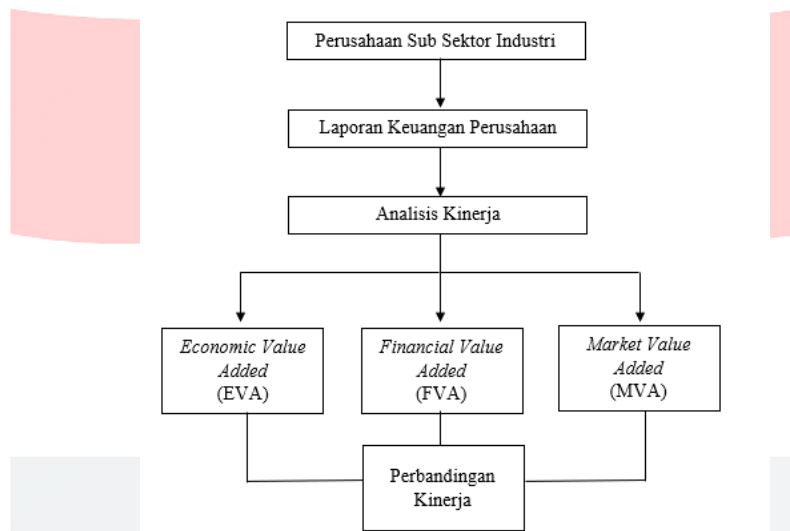 Perusahaan Sub Sektor Industri
Laporan Keuangan Perusahaan
Analisis Kinerja
Economic Value
Added
(EVA)
Financial Value
Added
(FVA)
Market Value
Added
(MVA)
Perbandingan
Kinerja